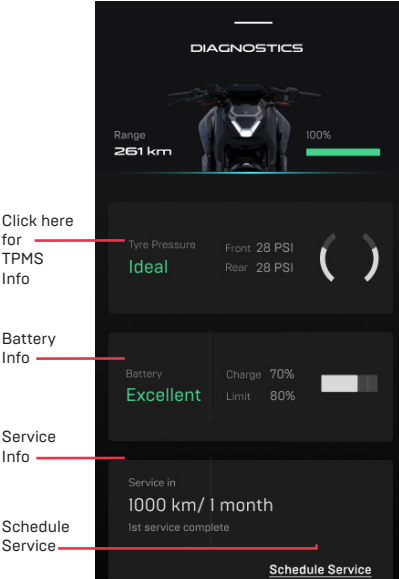 DIAGNOSTICS
Range
261 km
100%
Click here
for
TPMS
Info
Tyre Pressure
Ideal
Front 28 PSI
Rear 28 PSI
Battery
Info
Battery
Excellent
Charge 70%
Limit 80%
Service
Info
Service in
1000 km/ 1 month
1st service complete
Schedule
Service
Schedule Service